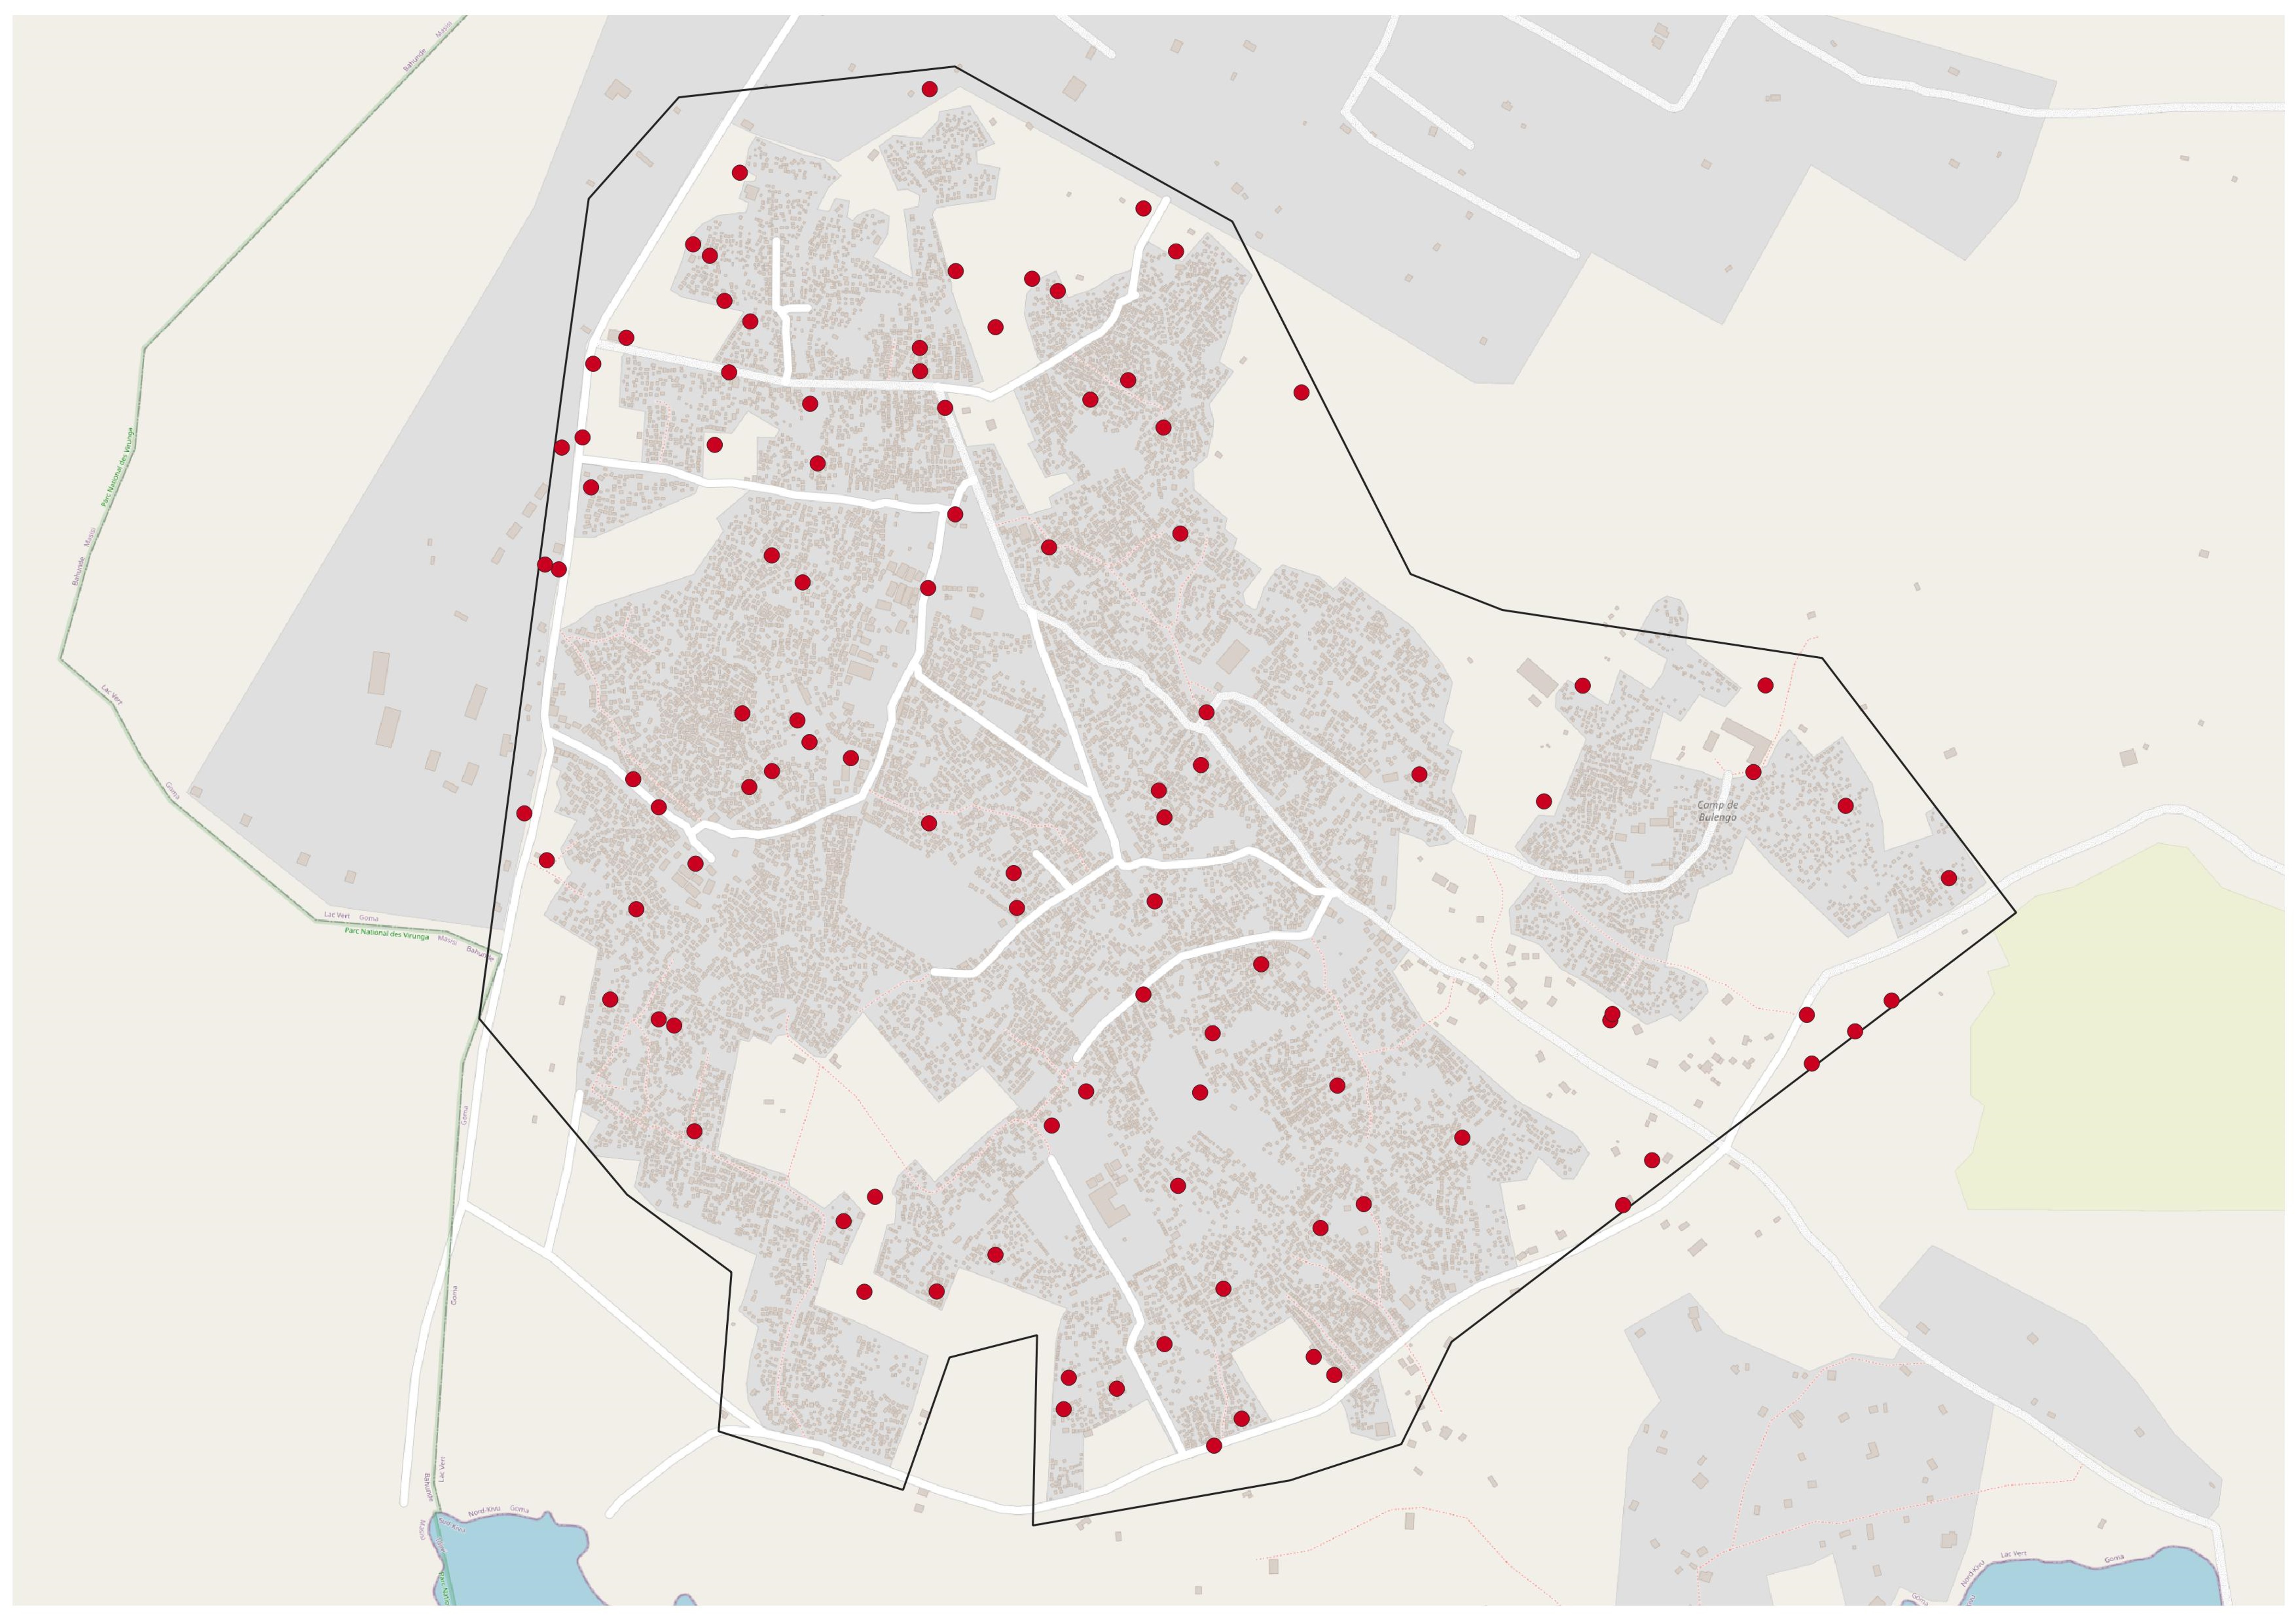 Masisi
Bahunde
Parc National des Virunga
Masisi
Bahunde
Lac Vert
Goma
Camp de
Bulengo
Lac Vert Goma
Parc National des Virunga
Masisi Bahunde
Goma
Goma
Lac Vert
Bahunde
Nord-Kivu Goma
Nord-Kivu
Masisi
Lac Vert Goma
Nord-Kivu
Goma